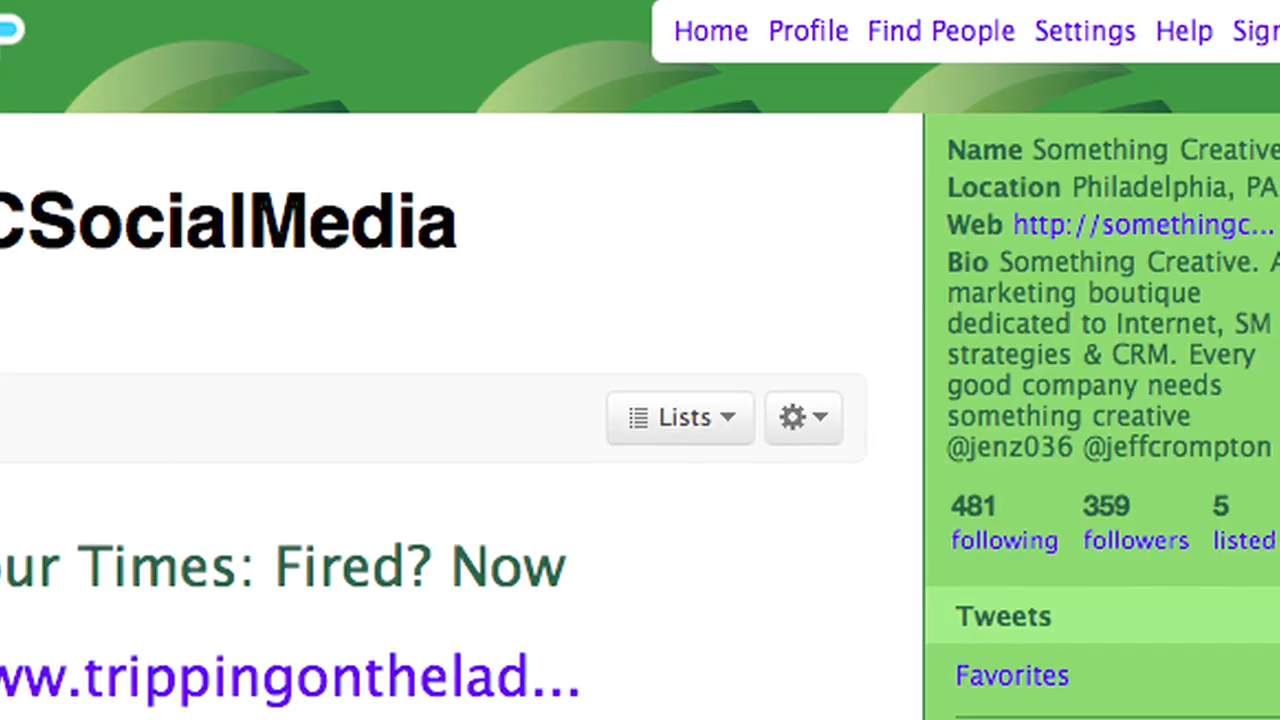 Home Profile Find People Settings Help
CSocialMedia
Name Something Creative
Location Philadelphia, PA
Web http://somethingc...
Bio Something Creative. A
marketing boutique
dedicated to Internet, SM
strategies & CRM. Every
good company needs
something creative
@jenz036 @jeffcrompton
Lists
481 359 5
following followers listed
our Times: Fired? Now
ww.trippingonthelad...
Tweets
Favorites